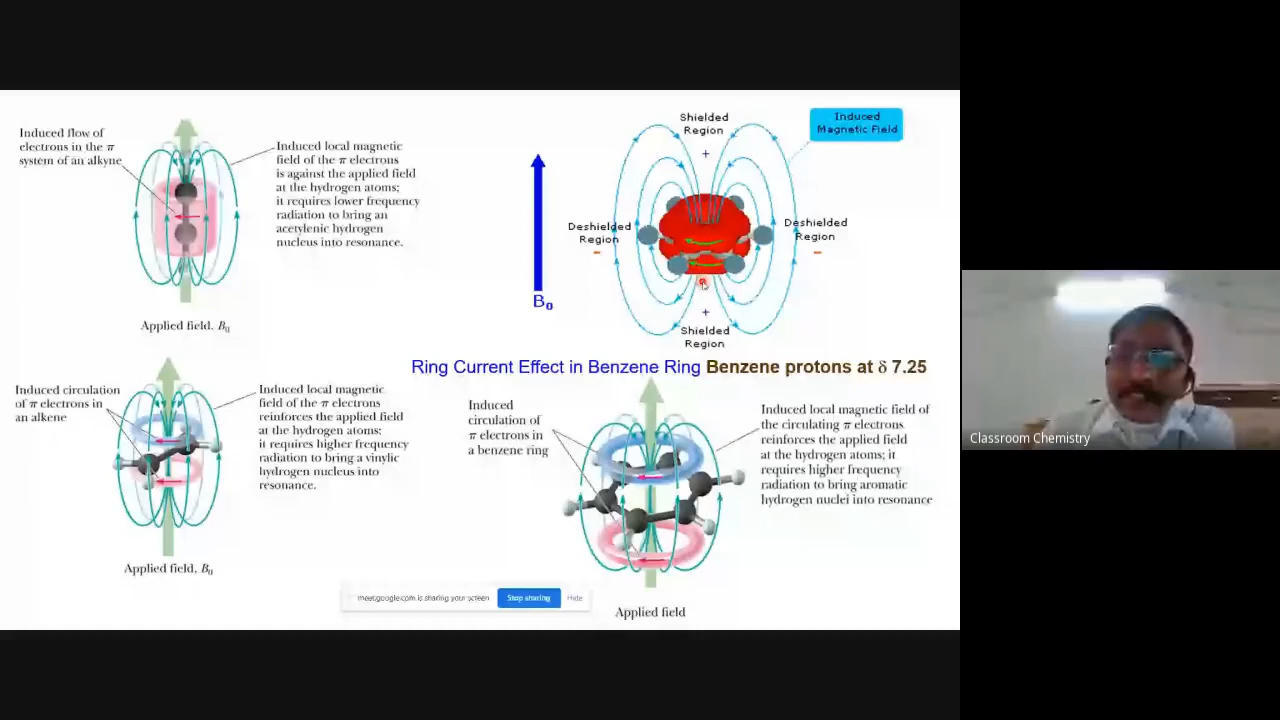 Induced flow of
electrons in the π
system of an alkyne
Induced local magnetic
field of the π electrons
is against the applied field
at the hydrogen atoms;
it requires lower frequency
radiation to bring an
acetylenic hydrogen
nucleus into resonance.
Applied field, B₀
Shielded
Region
+
Induced
Magnetic Field
Deshielded
Region
-
Deshielded
Region
-
B₀
+
Shielded
Region
Ring Current Effect in Benzene Ring Benzene protons at δ 7.25
Induced circulation
of π electrons in
an alkene
Induced local magnetic
field of the π electrons
reinforces the applied field
at the hydrogen atoms;
it requires higher frequency
radiation to bring a vinylic
hydrogen nucleus into
resonance.
Applied field, B₀
Induced
circulation of
π electrons in
a benzene ring
Induced local magnetic field of
the circulating π electrons
reinforces the applied field
at the hydrogen atoms; it
requires higher frequency
radiation to bring aromatic
hydrogen nuclei into resonance
Applied field
meet.google.com is sharing your screen
Stop sharing
Hide
Classroom Chemistry